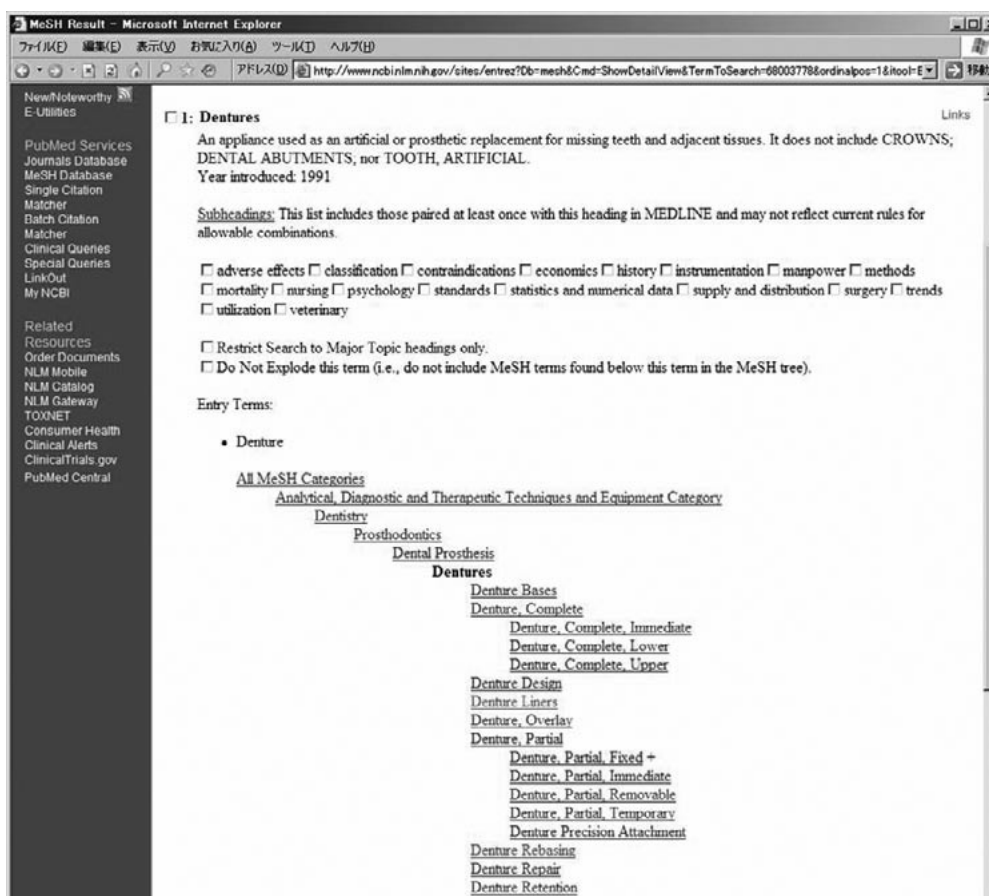 MeSH Result - Microsoft Internet Explorer
ファイル(F) 編集(E) 表示(V) お気に入り(A) ツール(T) ヘルプ(H)
アドレス(D) http://www.ncbi.nlm.nih.gov/sites/entrez?Db=mesh&Cmd=ShowDetailView&TermToSearch=68003778&ordinalpos=1&itool=E 移動
New/Noteworthy
E-Utilities
PubMed Services
Journals Database
MeSH Database
Single Citation
Matcher
Batch Citation
Matcher
Clinical Queries
Special Queries
LinkOut
My NCBI
Related
Resources
Order Documents
NLM Mobile
NLM Catalog
NLM Gateway
TOXNET
Consumer Health
Clinical Alerts
ClinicalTrials.gov
PubMed Central
1: Dentures Links
An appliance used as an artificial or prosthetic replacement for missing teeth and adjacent tissues. It does not include CROWNS;
DENTAL ABUTMENTS; nor TOOTH, ARTIFICIAL.
Year introduced: 1991
Subheadings: This list includes those paired at least once with this heading in MEDLINE and may not reflect current rules for
allowable combinations.
adverse effects classification contraindications economics history instrumentation manpower methods
mortality nursing psychology standards statistics and numerical data supply and distribution surgery trends
utilization veterinary
Restrict Search to Major Topic headings only.
Do Not Explode this term (i.e., do not include MeSH terms found below this term in the MeSH tree).
Entry Terms:
• Denture
All MeSH Categories
Analytical, Diagnostic and Therapeutic Techniques and Equipment Category
Dentistry
Prosthodontics
Dental Prosthesis
Dentures
Denture Bases
Denture, Complete
Denture, Complete, Immediate
Denture, Complete, Lower
Denture, Complete, Upper
Denture Design
Denture Liners
Denture, Overlay
Denture, Partial
Denture, Partial, Fixed +
Denture, Partial, Immediate
Denture, Partial, Removable
Denture, Partial, Temporary
Denture Precision Attachment
Denture Rebasing
Denture Repair
Denture Retention